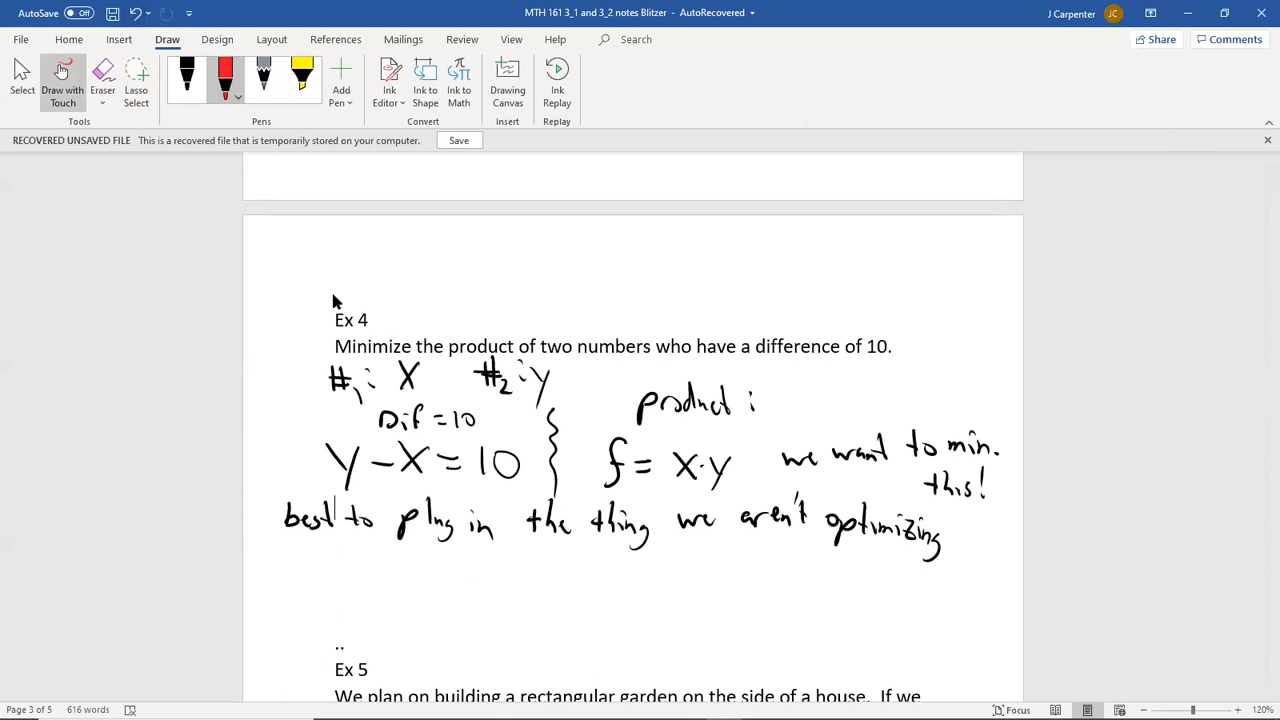 AutoSave Off MTH 161 3_1 and 3_2 notes Blitzer - AutoRecovered J Carpenter JC
File Home Insert Draw Design Layout References Mailings Review View Help Search Share Comments
Select Draw with Touch Eraser Lasso Select Add Pen Ink Editor Ink to Shape Ink to Math Drawing Canvas Ink Replay
Tools Pens Convert Insert Replay
RECOVERED UNSAVED FILE This is a recovered file that is temporarily stored on your computer. Save
Ex 4
Minimize the product of two numbers who have a difference of 10.
#1: X #2: y
Dif = 10 product:
y - x = 10 f = x·y we want to min.
this!
best to plug in the thing we aren't optimizing
..
Ex 5
We plan on building a rectangular garden on the side of a house. If we
Page 3 of 5 616 words Focus 120%